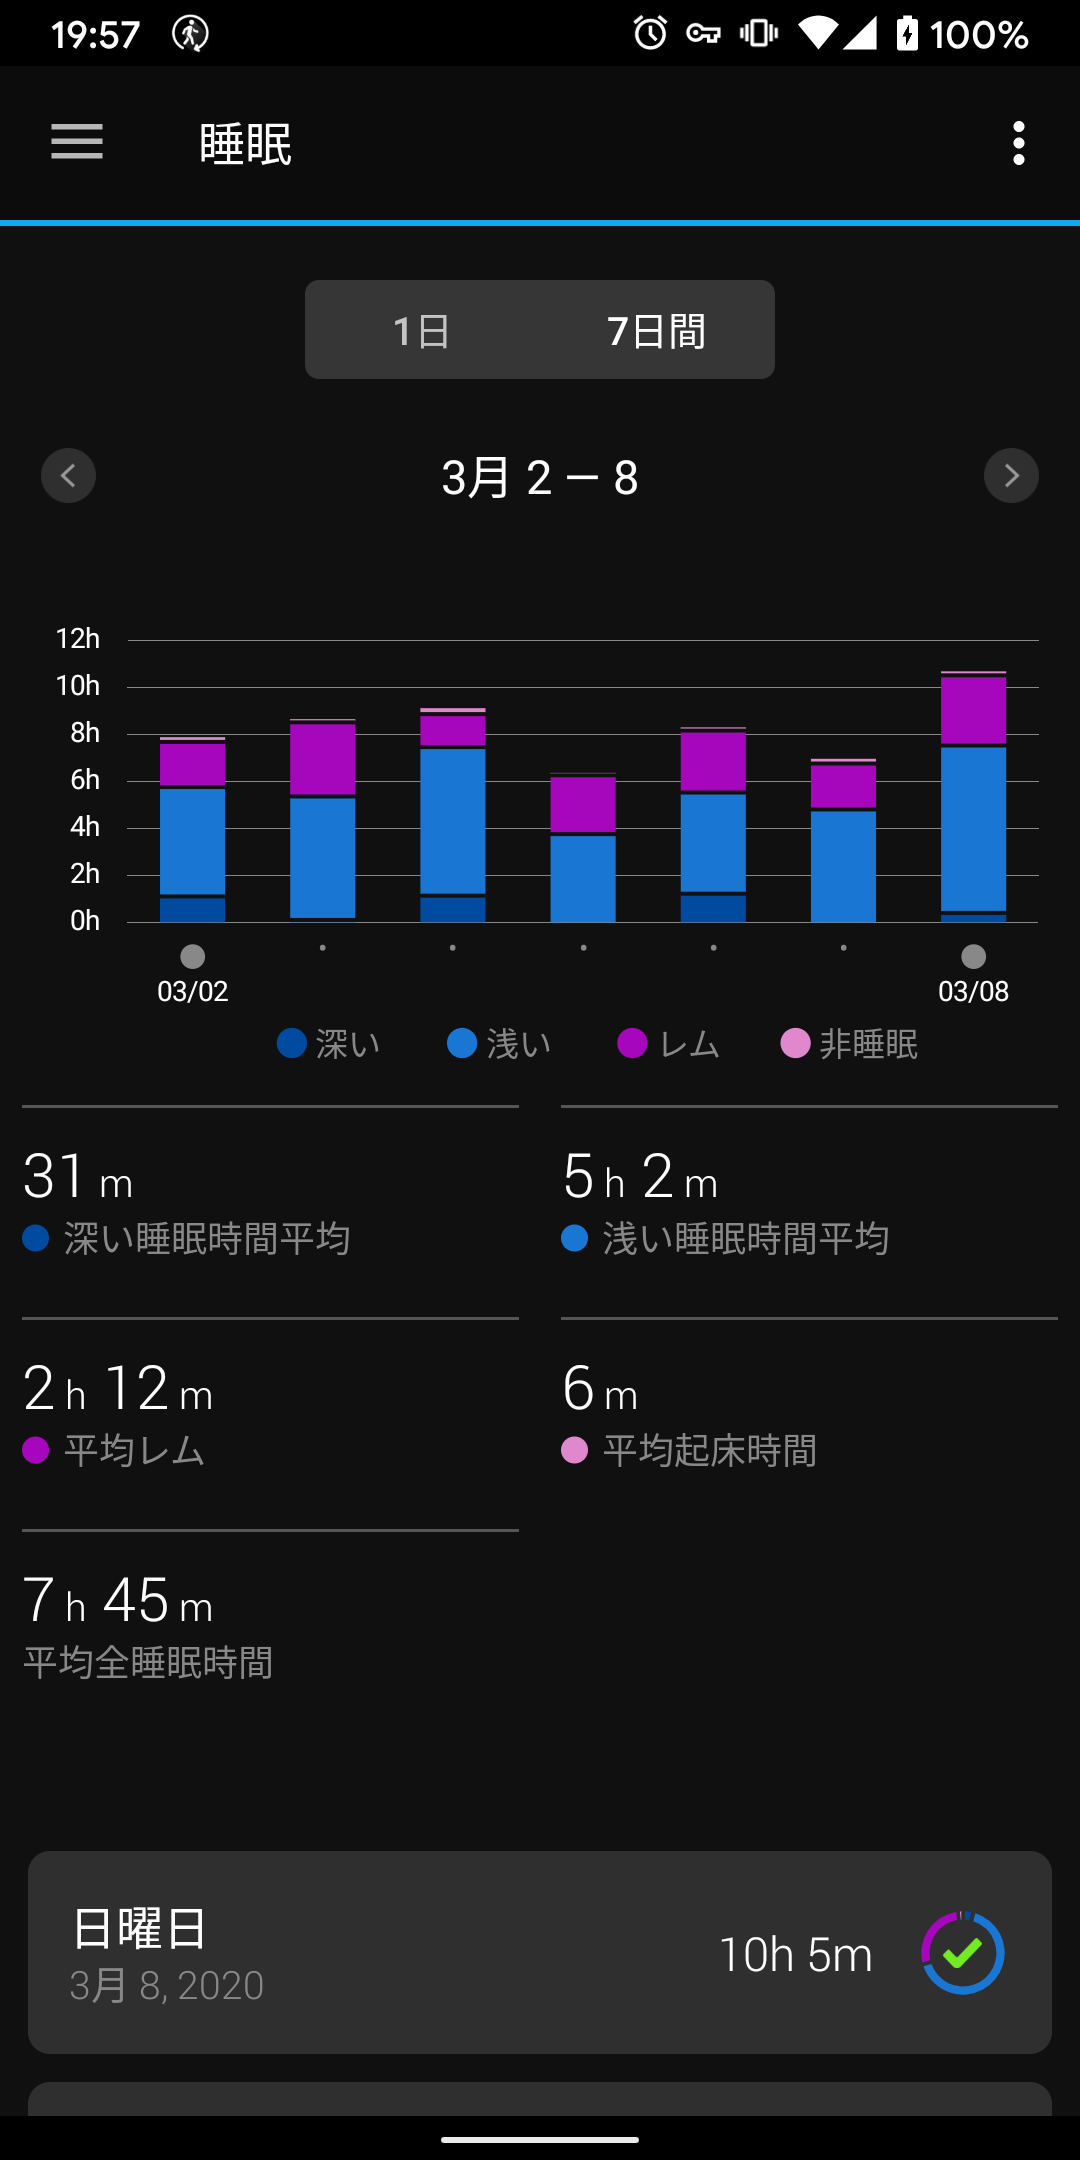 19:57 100%
睡眠
1日 7日間
3月 2 – 8
12h
10h
8h
6h
4h
2h
0h
03/02 03/08
深い 浅い レム 非睡眠
31 m 5 h 2 m
深い睡眠時間平均 浅い睡眠時間平均
2 h 12 m 6 m
平均レム 平均起床時間
7 h 45 m
平均全睡眠時間
日曜日
10h 5m
3月 8, 2020